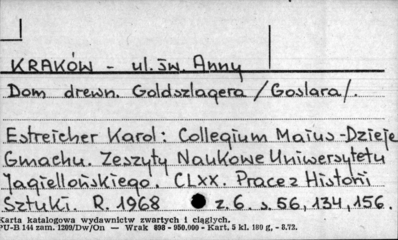 KRAKÓW - ul. św. Anny
Dom drewn. Goldszlagera /Goslara/.
Estreicher Karol: Collegium Maius-Dzieje
Gmachu. Zeszyty Naukowe Uniwersytetu
Jagiellońskiego. CLXX. Prace z Historii
Sztuki. R. 1968 z. 6. s. 56, 134, 156.
Karta katalogowa wydawnictw zwartych i ciągłych.
PU-B 144 zam. 1209/Dw/On — Wrak 898 - 950.000 - Kart. 5 kl. 180 g. - 8.72.